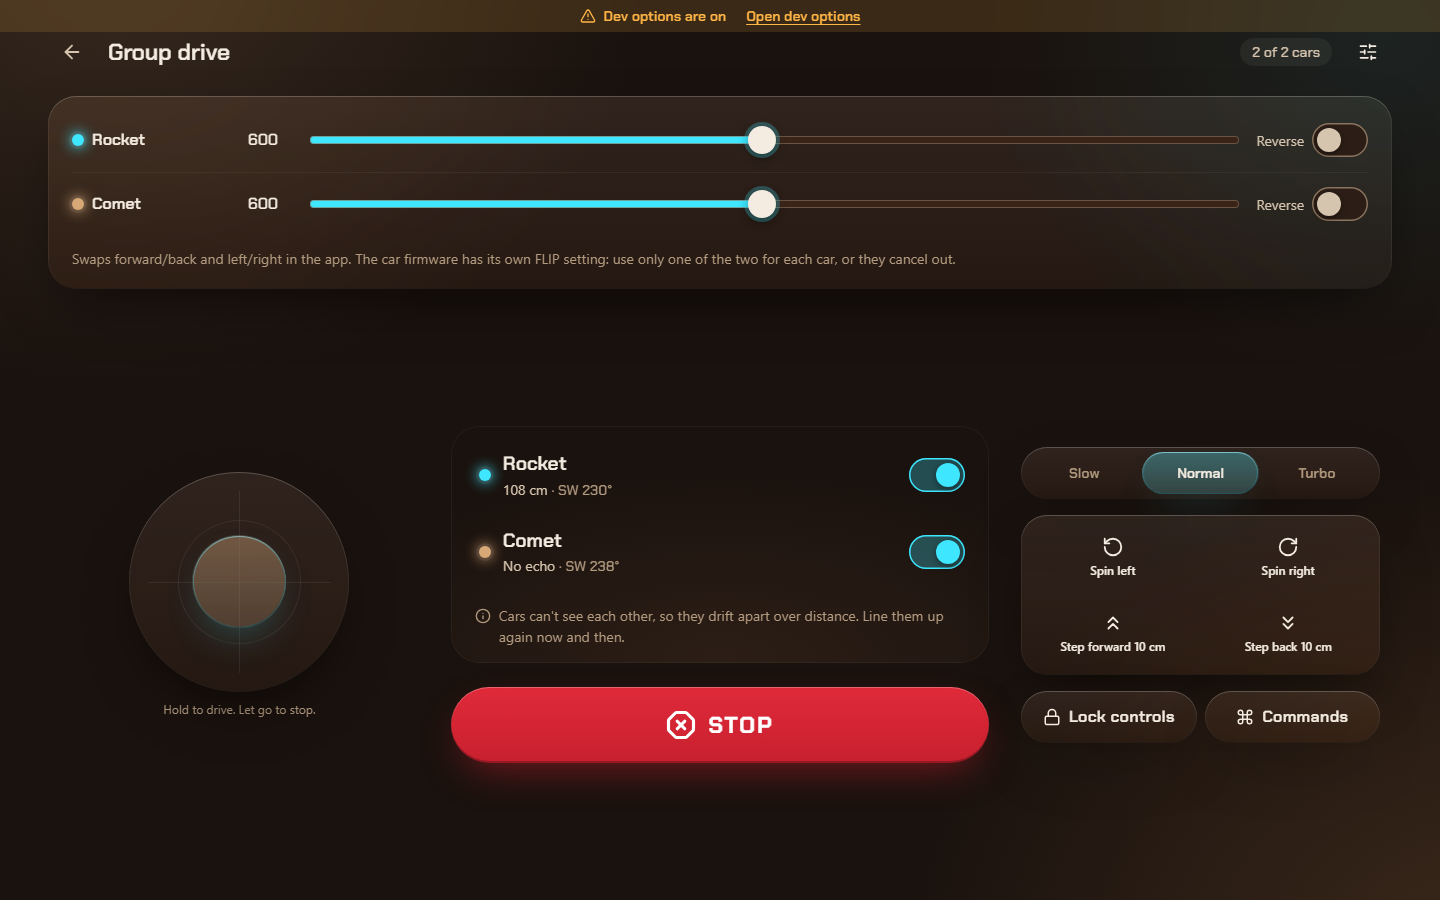 Dev options are on Open dev options
Group drive
2 of 2 cars
Rocket 600 Reverse
Comet 600 Reverse
Swaps forward/back and left/right in the app. The car firmware has its own FLIP setting: use only one of the two for each car, or they cancel out.
Hold to drive. Let go to stop.
Rocket
108 cm · SW 230°
Comet
No echo · SW 238°
Cars can't see each other, so they drift apart over distance. Line them up
again now and then.
STOP
Slow Normal Turbo
Spin left Spin right
Step forward 10 cm Step back 10 cm
Lock controls Commands